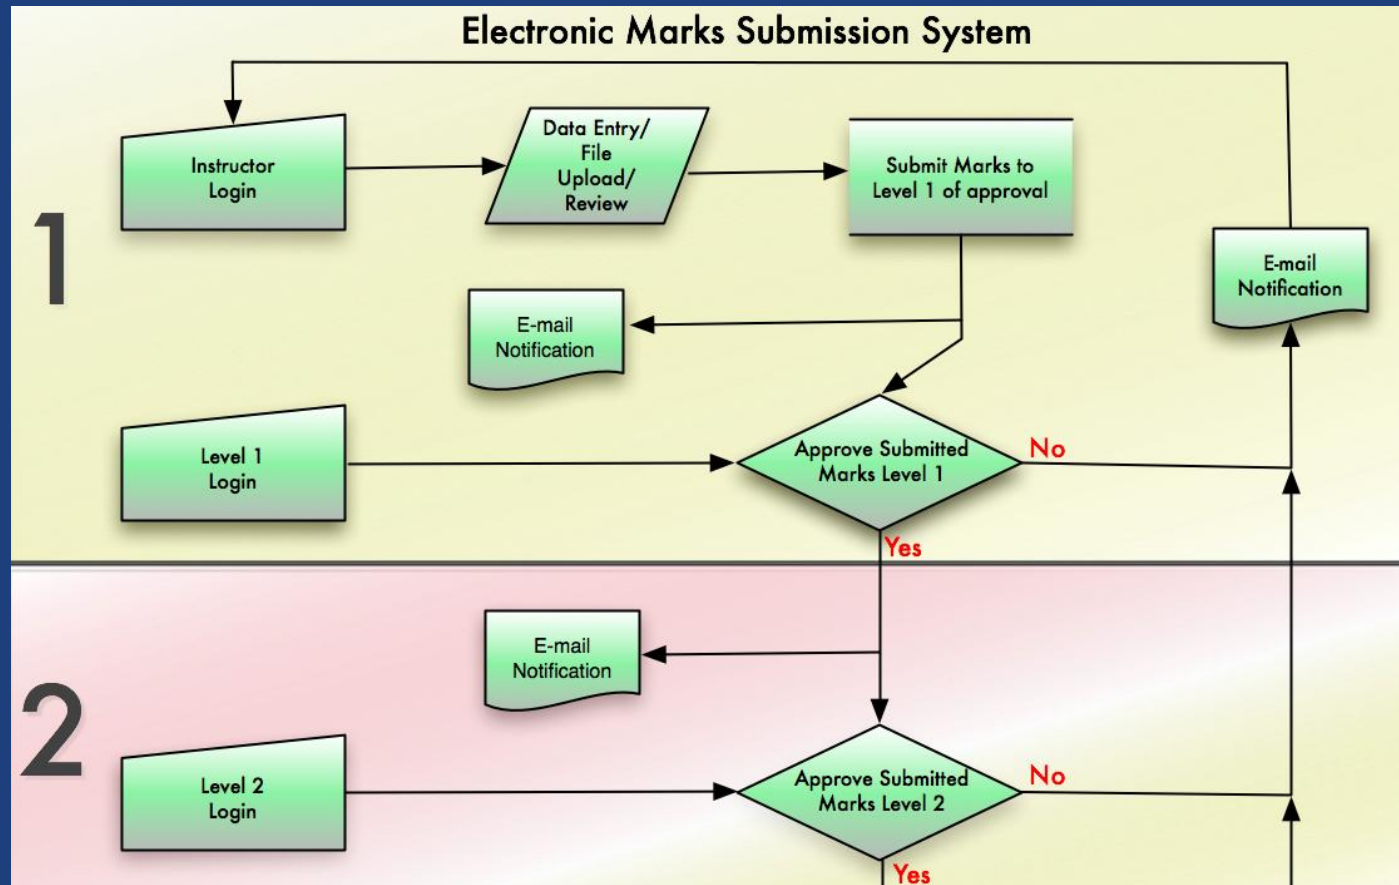 Electronic Marks Submission System
1
Instructor
Login
Data Entry/
File
Upload/
Review
Submit Marks to
Level 1 of approval
E-mail
Notification
E-mail
Notification
Level 1
Login
Approve Submitted
Marks Level 1
No
Yes
2
E-mail
Notification
Level 2
Login
Approve Submitted
Marks Level 2
No
Yes